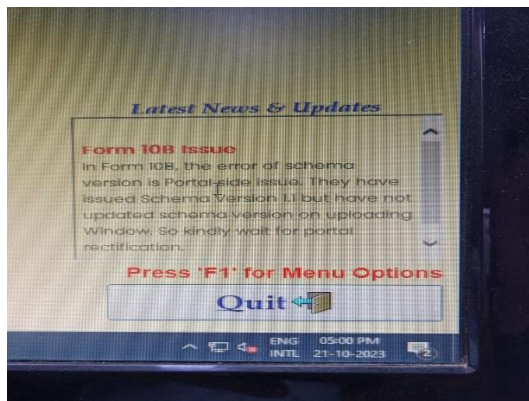 Latest News & Updates
Form 10B Issue
In Form 10B, the error of schema
version is Portal side issue. They have
issued Schema Version 1.1 but have not
updated schema version on uploading
Window. So kindly wait for portal
rectification.
Press 'F1' for Menu Options
Quit
ENG 05:00 PM
INTL 21-10-2023
2